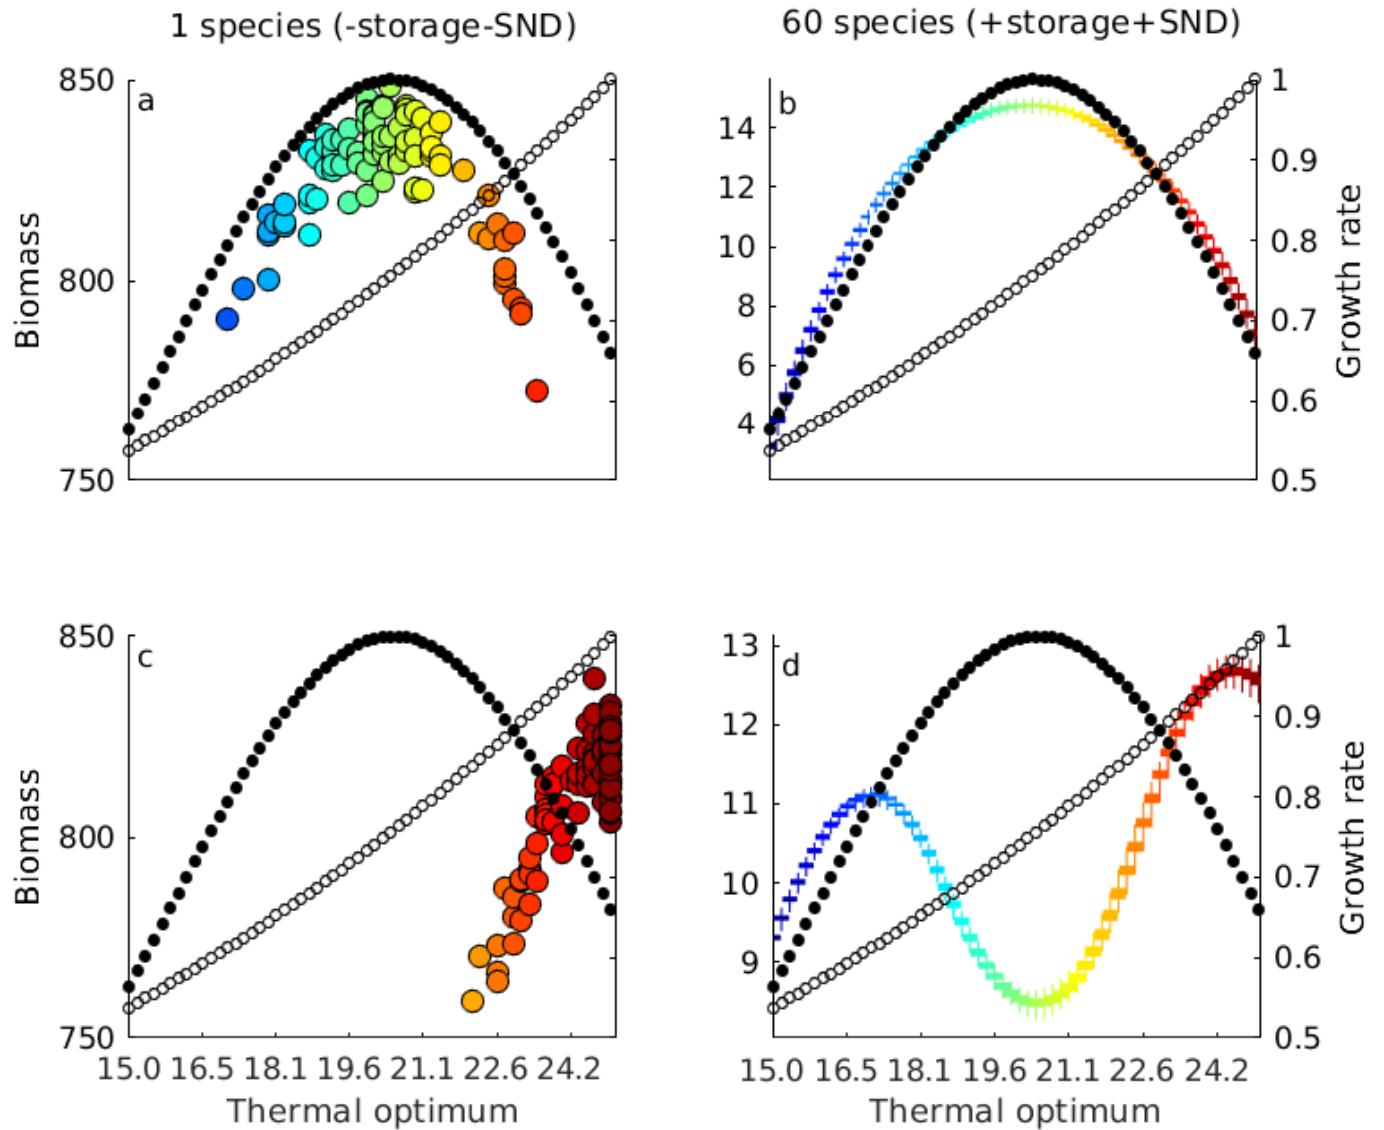 1 species (-storage-SND)
60 species (+storage+SND)
850
800
750
Biomass
a
14
12
10
8
6
4
b
1
0.9
0.8
0.7
0.6
0.5
Growth rate
850
800
750
Biomass
c
15.0 16.5 18.1 19.6 21.1 22.6 24.2
Thermal optimum
13
12
11
10
9
d
1
0.9
0.8
0.7
0.6
0.5
Growth rate
15.0 16.5 18.1 19.6 21.1 22.6 24.2
Thermal optimum